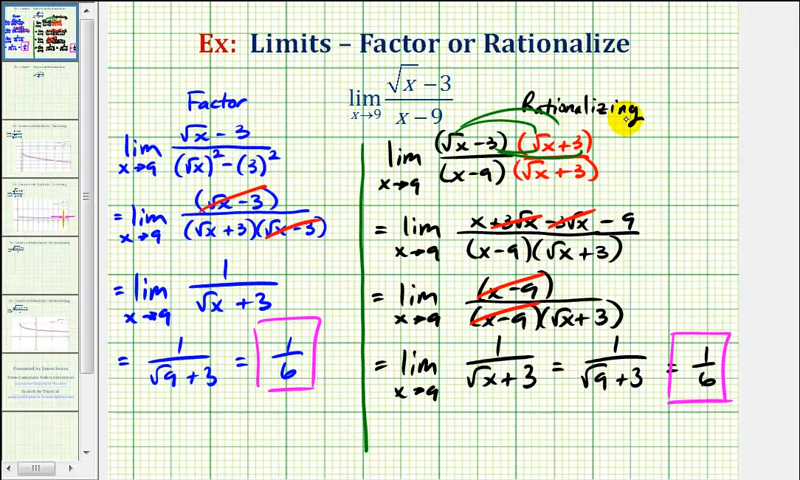 Ex: Limits – Factor or Rationalize
lim x→9 (√x − 3)/(x − 9)
Factor
lim x→9 (√x − 3)/((√x)² − (3)²)
= lim x→9 (√x − 3)/((√x + 3)(√x − 3))
= lim x→9 1/(√x + 3)
= 1/(√9 + 3) = 1/6
Rationalizing
lim x→9 (√x − 3)(√x + 3)/((x − 9)(√x + 3))
= lim x→9 (x + 3√x − 3√x − 9)/((x − 9)(√x + 3))
= lim x→9 (x − 9)/((x − 9)(√x + 3))
= lim x→9 1/(√x + 3) = 1/(√9 + 3) = 1/6